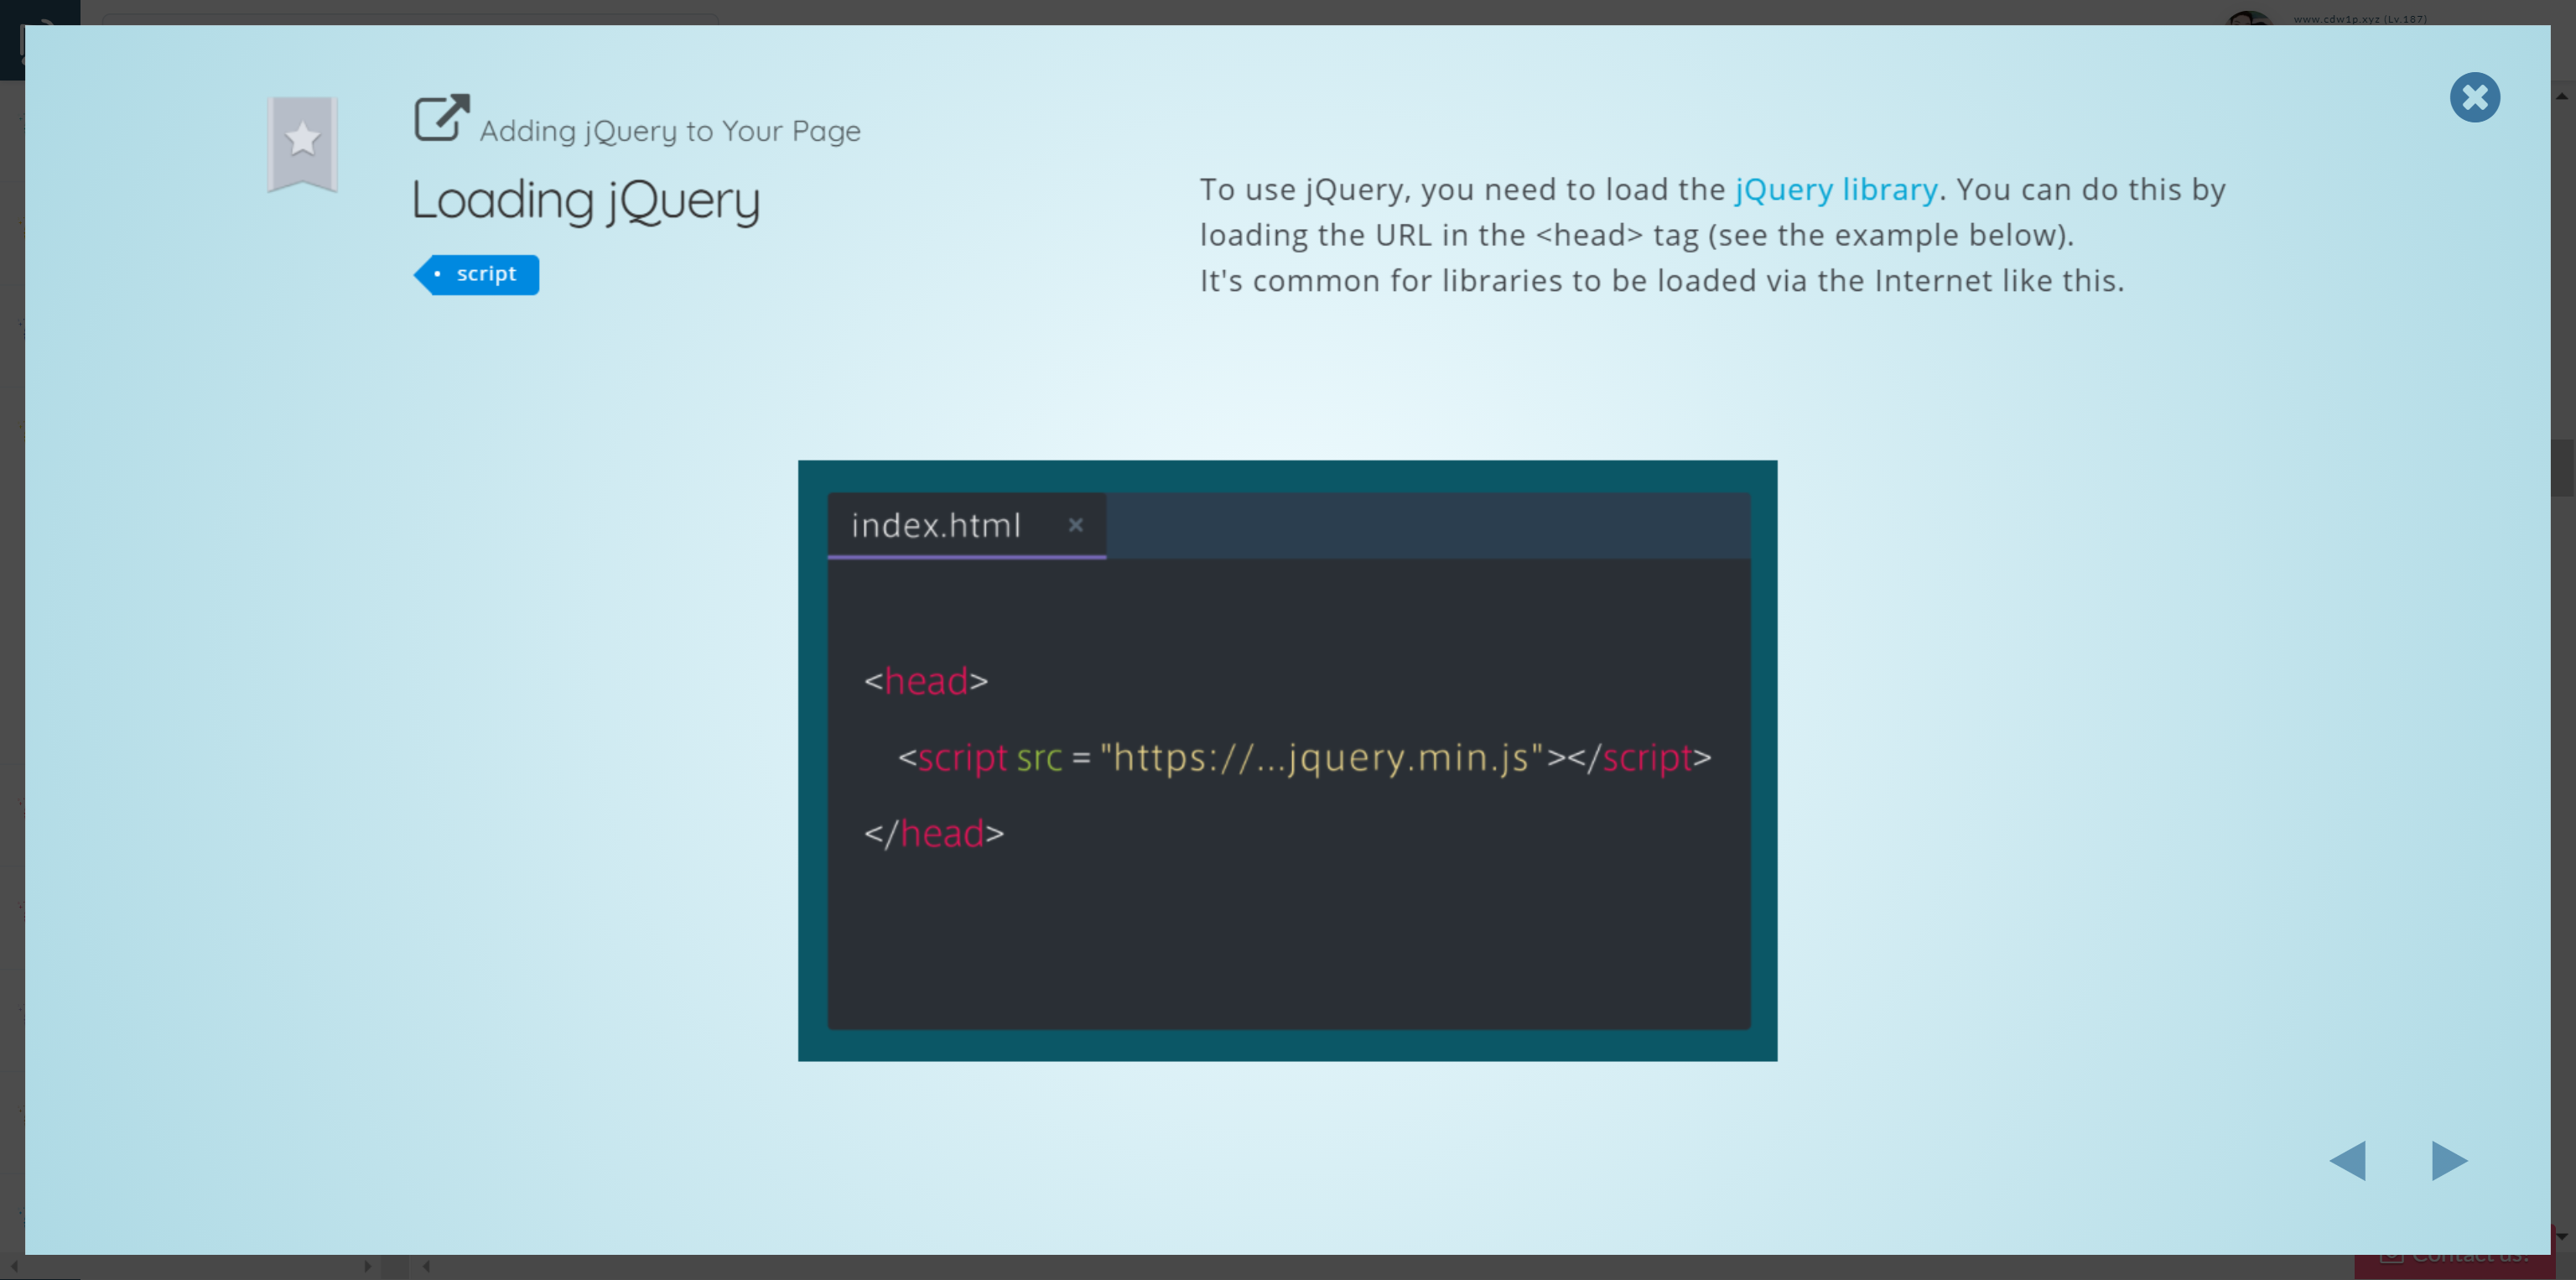 www.cdw1p.xyz (Lv.187)
Adding jQuery to Your Page
Loading jQuery
script
To use jQuery, you need to load the jQuery library. You can do this by
loading the URL in the <head> tag (see the example below).
It's common for libraries to be loaded via the Internet like this.
index.html
<head>
<script src = "https://...jquery.min.js"></script>
</head>
Contact us!